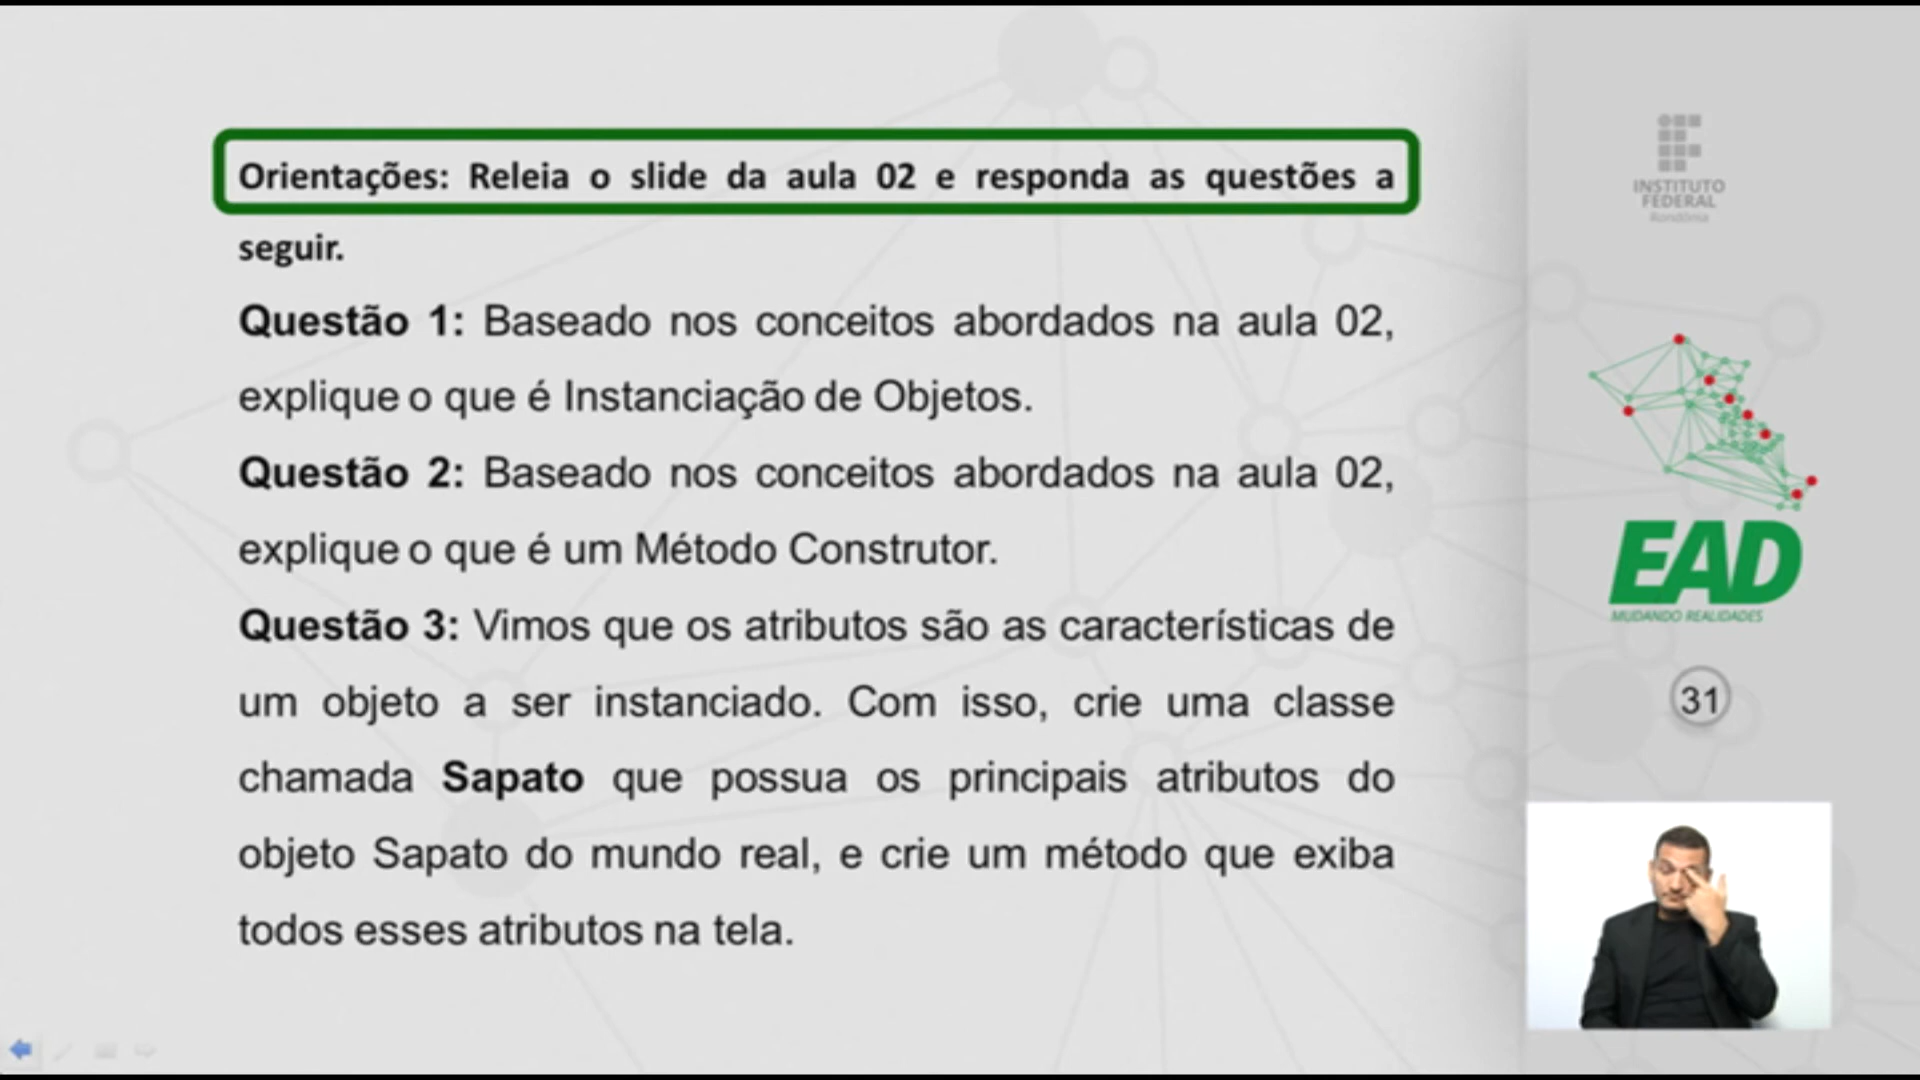 Orientações: Releia o slide da aula 02 e responda as questões a
seguir.
Questão 1: Baseado nos conceitos abordados na aula 02,
explique o que é Instanciação de Objetos.
Questão 2: Baseado nos conceitos abordados na aula 02,
explique o que é um Método Construtor.
Questão 3: Vimos que os atributos são as características de
um objeto a ser instanciado. Com isso, crie uma classe
chamada Sapato que possua os principais atributos do
objeto Sapato do mundo real, e crie um método que exiba
todos esses atributos na tela.
INSTITUTO
FEDERAL
Rondônia
EAD
MUDANDO REALIDADES
31